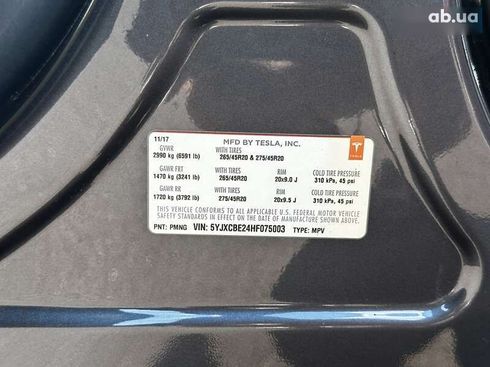 ab.ua
11/17 MFD BY TESLA, INC.
GVWR WITH TIRES
2990 kg (6591 lb) 265/45R20 & 275/45R20
GAWR FRT WITH TIRES RIM COLD TIRE PRESSURE
1470 kg (3241 lb) 265/45R20 20x9.0 J 310 kPa, 45 psi
GAWR RR WITH TIRES RIM COLD TIRE PRESSURE
1720 kg (3792 lb) 275/45R20 20x9.5 J 310 kPa, 45 psi
THIS VEHICLE CONFORMS TO ALL APPLICABLE U.S. FEDERAL MOTOR VEHICLE
SAFETY STANDARDS IN EFFECT ON THE DATE OF MANUFACTURE SHOWN ABOVE.
PNT: PMNG VIN: 5YJXCBE24HF075003 TYPE: MPV